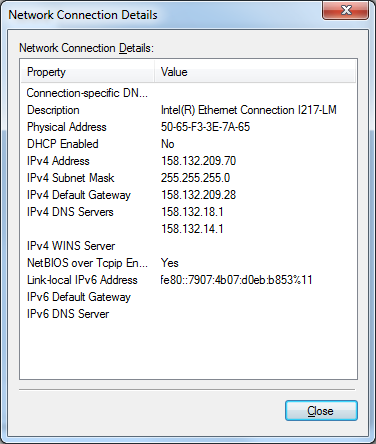 Network Connection Details
Network Connection Details:
Property Value
Connection-specific DN...
Description Intel(R) Ethernet Connection I217-LM
Physical Address 50-65-F3-3E-7A-65
DHCP Enabled No
IPv4 Address 158.132.209.70
IPv4 Subnet Mask 255.255.255.0
IPv4 Default Gateway 158.132.209.28
IPv4 DNS Servers 158.132.18.1
158.132.14.1
IPv4 WINS Server
NetBIOS over Tcpip En... Yes
Link-local IPv6 Address fe80::7907:4b07:d0eb:b853%11
IPv6 Default Gateway
IPv6 DNS Server
Close